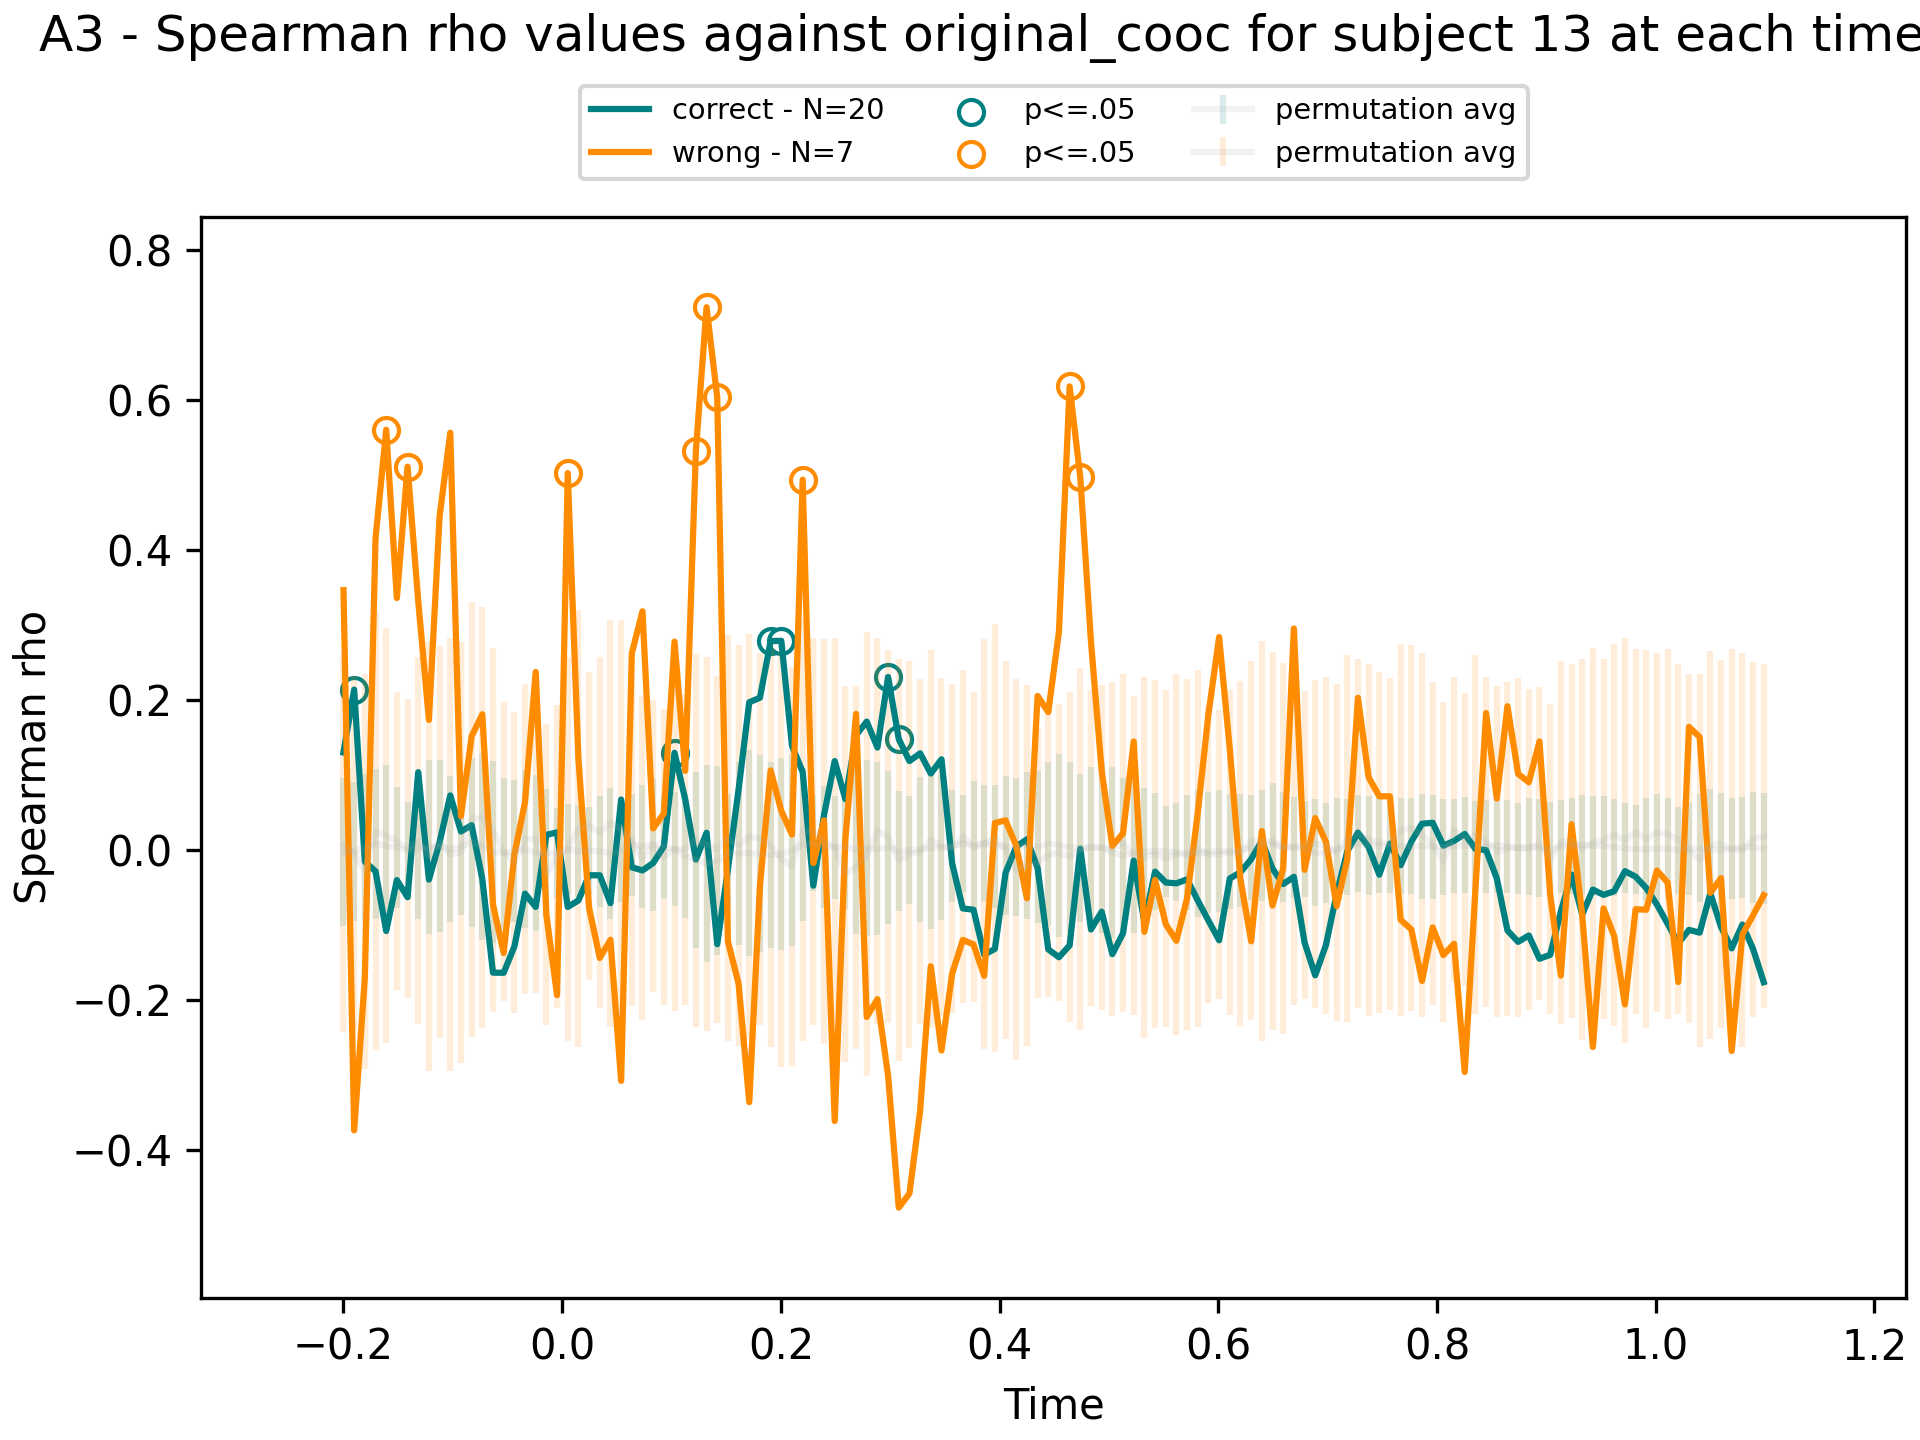 A3 - Spearman rho values against original_cooc for subject 13 at each time
correct - N=20
wrong - N=7
p<=.05
p<=.05
permutation avg
permutation avg
0.8
0.6
0.4
0.2
0.0
−0.2
−0.4
Spearman rho
−0.2 0.0 0.2 0.4 0.6 0.8 1.0 1.2
Time